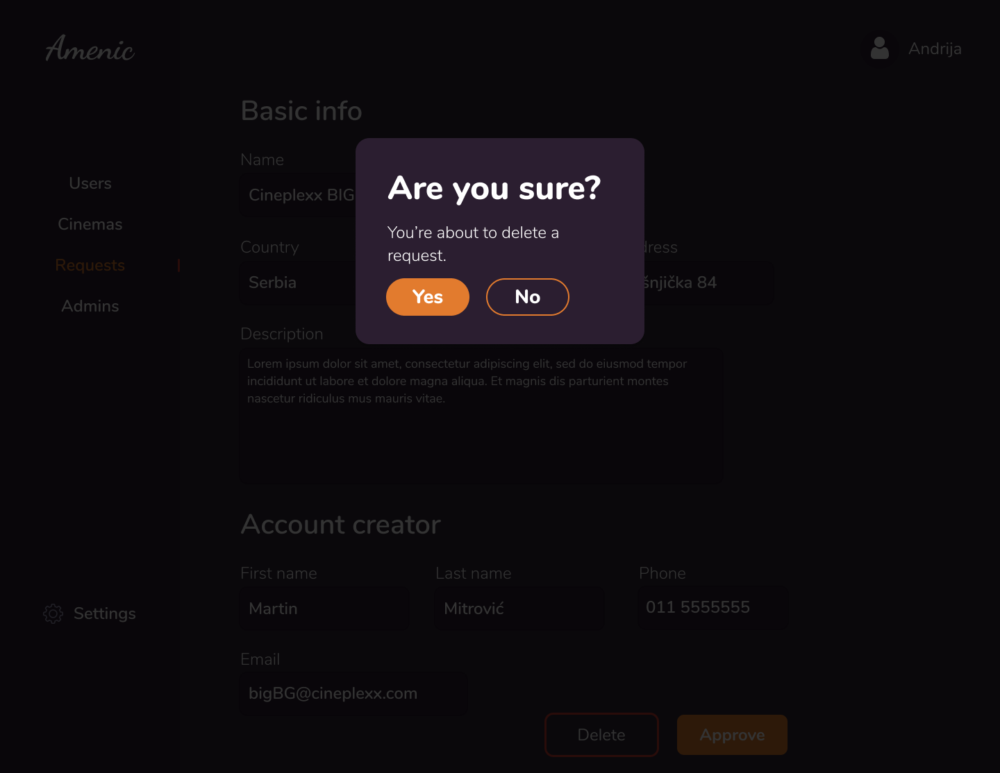 Amenic
Andrija
Users
Cinemas
Requests
Admins
Settings
Basic info
Name
Cineplexx BIG
Country
Serbia
Description
Lorem ipsum dolor sit amet, consectetur adipiscing elit, sed do eiusmod tempor
incididunt ut labore et dolore magna aliqua. Et magnis dis parturient montes
nascetur ridiculus mus mauris vitae.
Are you sure?
You’re about to delete a
request.
Yes
No
84
Account creator
First name
Last name
Phone
Martin
Mitrović
011 5555555
Email
bigBG@cineplexx.com
Delete
Approve